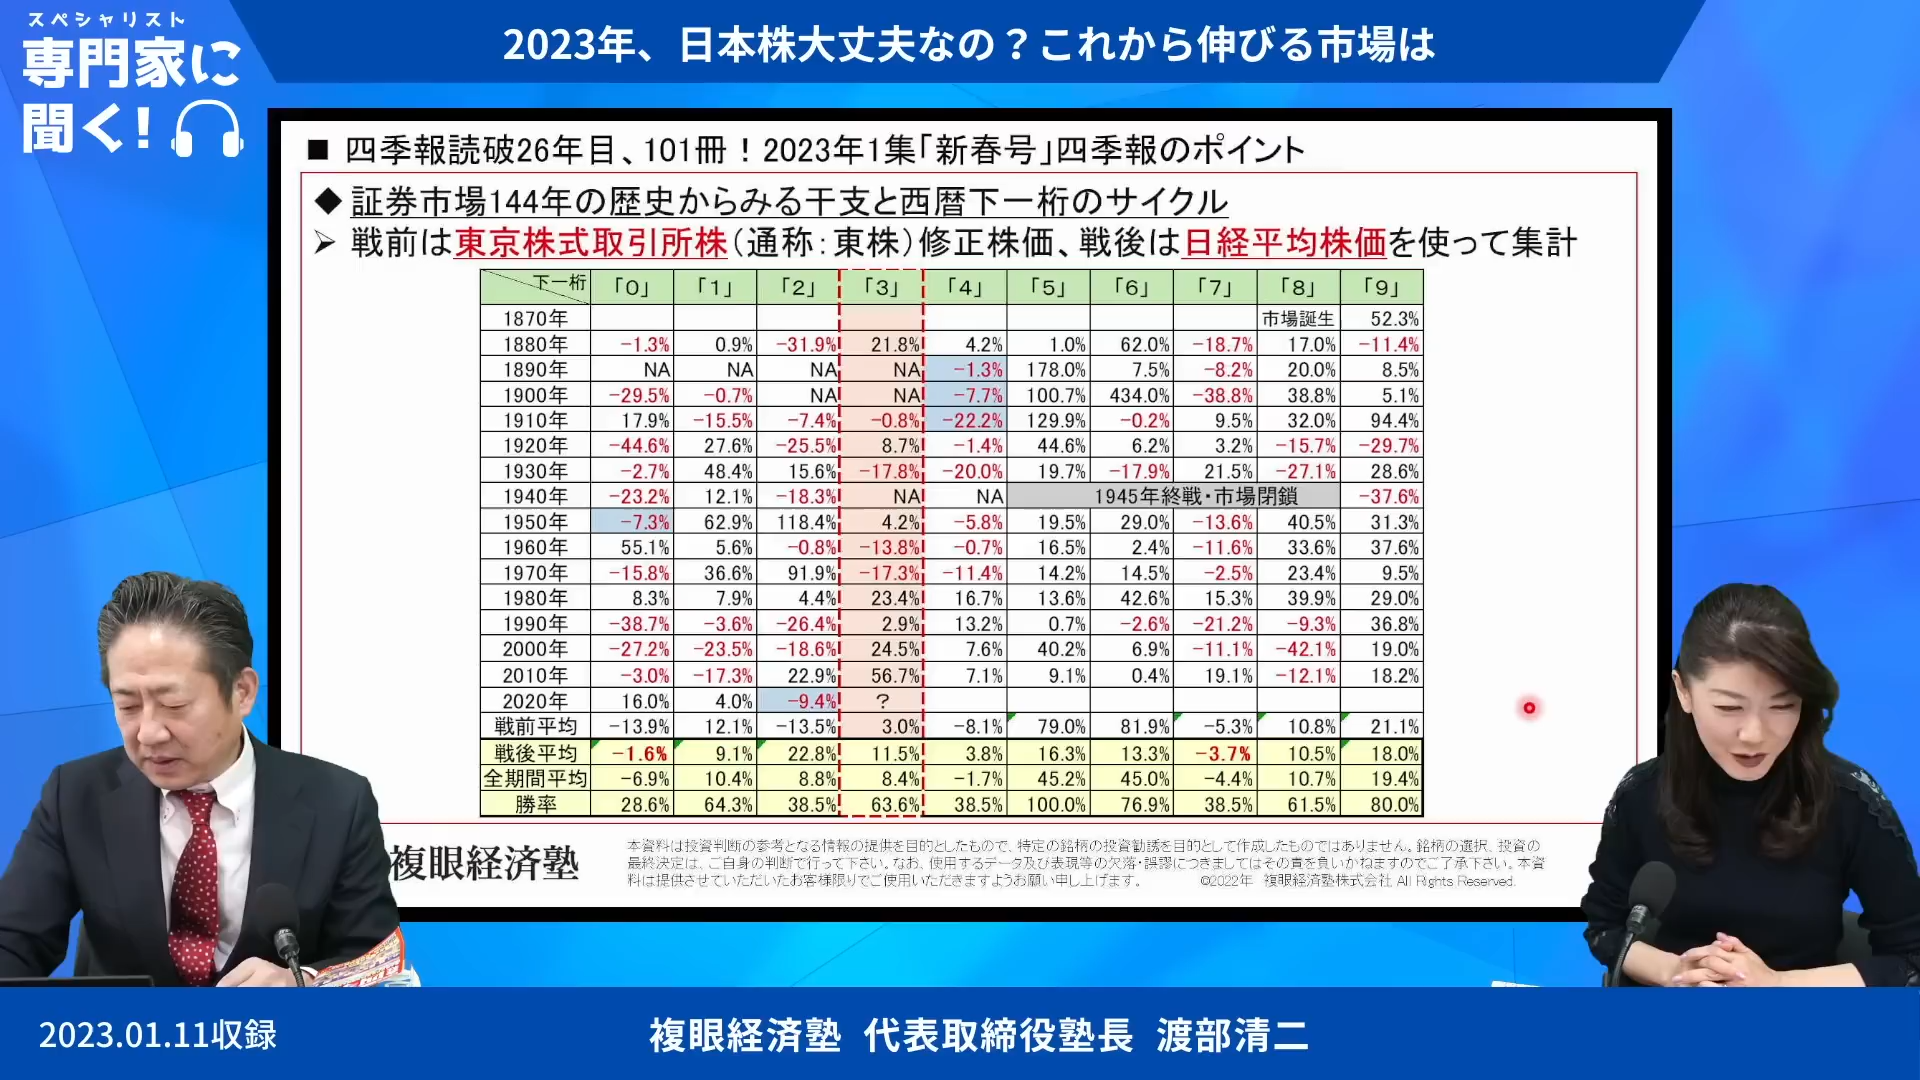 スペシャリスト
専門家に
聞く!
2023年、日本株大丈夫なの？これから伸びる市場は
■ 四季報読破26年目、101冊！2023年1集「新春号」四季報のポイント
◆ 証券市場144年の歴史からみる干支と西暦下一桁のサイクル
➢ 戦前は東京株式取引所株（通称：東株）修正株価、戦後は日経平均株価を使って集計
下一桁 「0」 「1」 「2」 「3」 「4」 「5」 「6」 「7」 「8」 「9」
1870年 市場誕生 52.3%
1880年 −1.3% 0.9% −31.9% 21.8% 4.2% 1.0% 62.0% −18.7% 17.0% −11.4%
1890年 NA NA NA NA −1.3% 178.0% 7.5% −8.2% 20.0% 8.5%
1900年 −29.5% −0.7% NA NA −7.7% 100.7% 434.0% −38.8% 38.8% 5.1%
1910年 17.9% −15.5% −7.4% −0.8% −22.2% 129.9% −0.2% 9.5% 32.0% 94.4%
1920年 −44.6% 27.6% −25.5% 8.7% −1.4% 44.6% 6.2% 3.2% −15.7% −29.7%
1930年 −2.7% 48.4% 15.6% −17.8% −20.0% 19.7% −17.9% 21.5% −27.1% 28.6%
1940年 −23.2% 12.1% −18.3% NA NA 1945年終戦・市場閉鎖 −37.6%
1950年 −7.3% 62.9% 118.4% 4.2% −5.8% 19.5% 29.0% −13.6% 40.5% 31.3%
1960年 55.1% 5.6% −0.8% −13.8% −0.7% 16.5% 2.4% −11.6% 33.6% 37.6%
1970年 −15.8% 36.6% 91.9% −17.3% −11.4% 14.2% 14.5% −2.5% 23.4% 9.5%
1980年 8.3% 7.9% 4.4% 23.4% 16.7% 13.6% 42.6% 15.3% 39.9% 29.0%
1990年 −38.7% −3.6% −26.4% 2.9% 13.2% 0.7% −2.6% −21.2% −9.3% 36.8%
2000年 −27.2% −23.5% −18.6% 24.5% 7.6% 40.2% 6.9% −11.1% −42.1% 19.0%
2010年 −3.0% −17.3% 22.9% 56.7% 7.1% 9.1% 0.4% 19.1% −12.1% 18.2%
2020年 16.0% 4.0% −9.4% ？
戦前平均 −13.9% 12.1% −13.5% 3.0% −8.1% 79.0% 81.9% −5.3% 10.8% 21.1%
戦後平均 −1.6% 9.1% 22.8% 11.5% 3.8% 16.3% 13.3% −3.7% 10.5% 18.0%
全期間平均 −6.9% 10.4% 8.8% 8.4% −1.7% 45.2% 45.0% −4.4% 10.7% 19.4%
勝率 28.6% 64.3% 38.5% 63.6% 38.5% 100.0% 76.9% 38.5% 61.5% 80.0%
複眼経済塾
本資料は投資判断の参考となる情報の提供を目的としたもので、特定の銘柄の投資勧誘を目的として作成したものではありません。銘柄の選択、投資の
最終決定は、ご自身の判断で行って下さい。なお、使用するデータ及び表現等の欠落・誤謬につきましてはその責を負いかねますのでご了承下さい。本資
料は提供させていただいたお客様限りでご使用いただきますようお願い申し上げます。 ©2022年 複眼経済塾株式会社 All Rights Reserved.
2023.01.11収録
複眼経済塾 代表取締役塾長 渡部清二